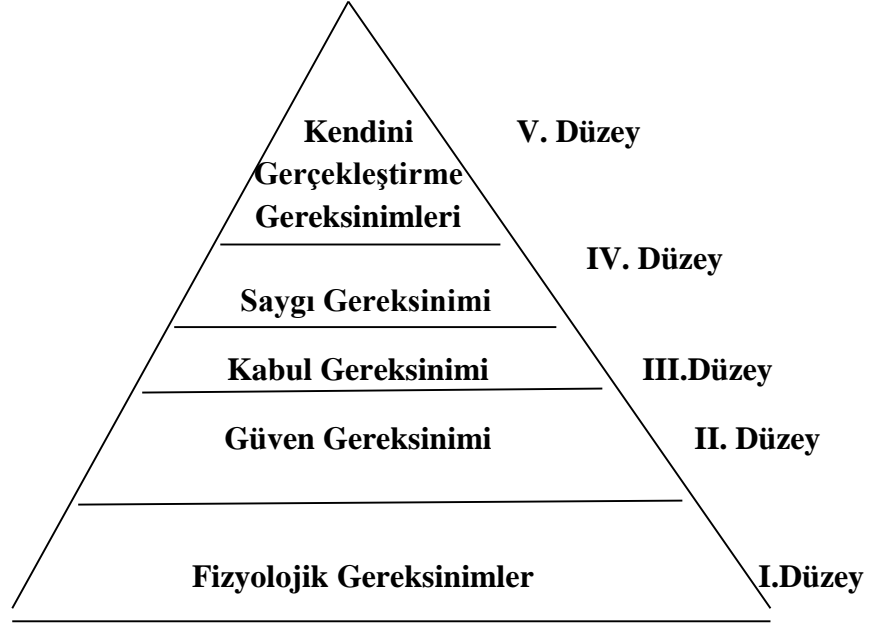 Kendini
V. Düzey
Gerçekleştirme
Gereksinimleri
IV. Düzey
Saygı Gereksinimi
Kabul Gereksinimi
III.Düzey
Güven Gereksinimi
II. Düzey
Fizyolojik Gereksinimler
I.Düzey